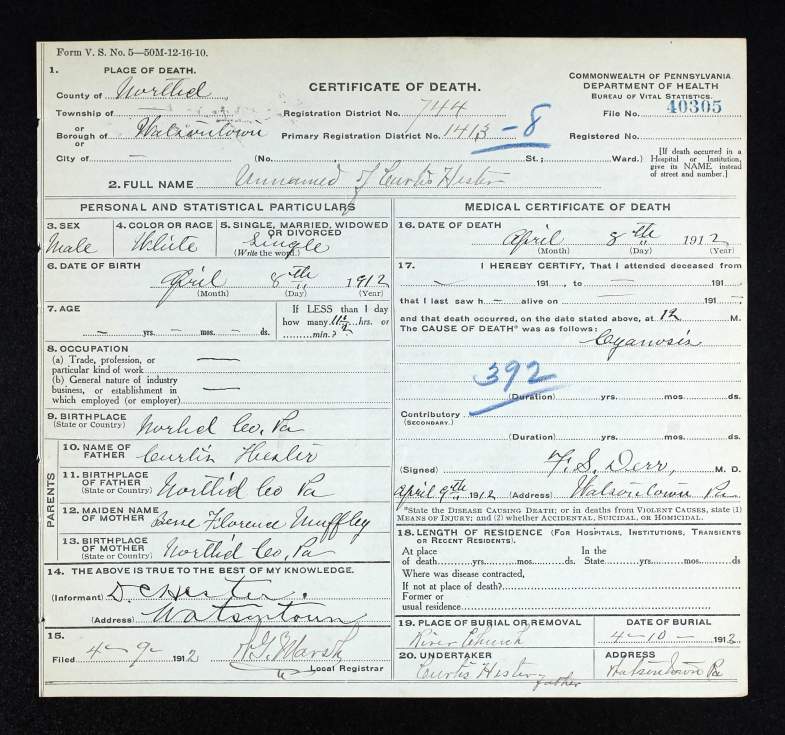 Form V. S. No. 5—50M-12-16-10.
1. PLACE OF DEATH.
County of Northd
Township of —
or
Borough of Watsontown
or
City of —
CERTIFICATE OF DEATH.
Registration District No. 744
Primary Registration District No. 1413 -8
(No. , St.; Ward.)
COMMONWEALTH OF PENNSYLVANIA
DEPARTMENT OF HEALTH
BUREAU OF VITAL STATISTICS.
File No. 40305
Registered No.
[If death occurred in a Hospital or Institution, give its NAME instead of street and number.]
2. FULL NAME Unnamed of Curtis Hester
PERSONAL AND STATISTICAL PARTICULARS
3. SEX
Male
4. COLOR OR RACE
White
5. SINGLE, MARRIED, WIDOWED OR DIVORCED
(Write the word.)
Single
6. DATE OF BIRTH
April 8th 1912
(Month) (Day) (Year)
7. AGE
— yrs. — mos. — ds.
If LESS than 1 day
how many 11½ hrs. or
min.?
8. OCCUPATION
(a) Trade, profession, or
particular kind of work —
(b) General nature of industry
business, or establishment in
which employed (or employer) —
9. BIRTHPLACE
(State or Country)
Northd Co, Pa
PARENTS
10. NAME OF
FATHER
Curtin Hester
11. BIRTHPLACE
OF FATHER
(State or Country)
Northd Co Pa
12. MAIDEN NAME
OF MOTHER
Florence Muffley
13. BIRTHPLACE
OF MOTHER
(State or Country)
Northd Co, Pa
14. THE ABOVE IS TRUE TO THE BEST OF MY KNOWLEDGE.
(Informant) D. C Hester.
(Address) Watsontown
15.
Filed 4-9- 1912
Marsh
Local Registrar
MEDICAL CERTIFICATE OF DEATH
16. DATE OF DEATH
April 8th 1912
(Month) (Day) (Year)
17. I HEREBY CERTIFY, That I attended deceased from
— 191 , to — 191
that I last saw h — alive on — 191 —
and that death occurred, on the date stated above, at 12 M.
The CAUSE OF DEATH* was as follows:
Cyanosis
392
(Duration) yrs. mos. ds.
Contributory
(SECONDARY.)
(Duration) yrs. mos. ds.
(Signed) F. S. Derr, M. D.
April 9th, 1912 (Address) Watsontown Pa
*State the DISEASE CAUSING DEATH; or in deaths from VIOLENT CAUSES, state (1)
MEANS OF INJURY; and (2) whether ACCIDENTAL, SUICIDAL, OR HOMICIDAL.
18. LENGTH OF RESIDENCE (FOR HOSPITALS, INSTITUTIONS, TRANSIENTS
OR RECENT RESIDENTS).
At place In the
of death yrs. mos. ds. State yrs. mos. ds
Where was disease contracted,
If not at place of death?
Former or
usual residence
19. PLACE OF BURIAL OR REMOVAL
River Church
DATE OF BURIAL
4-10- 1912
20. UNDERTAKER
Curtis Hester father
ADDRESS
Watsontown Pa